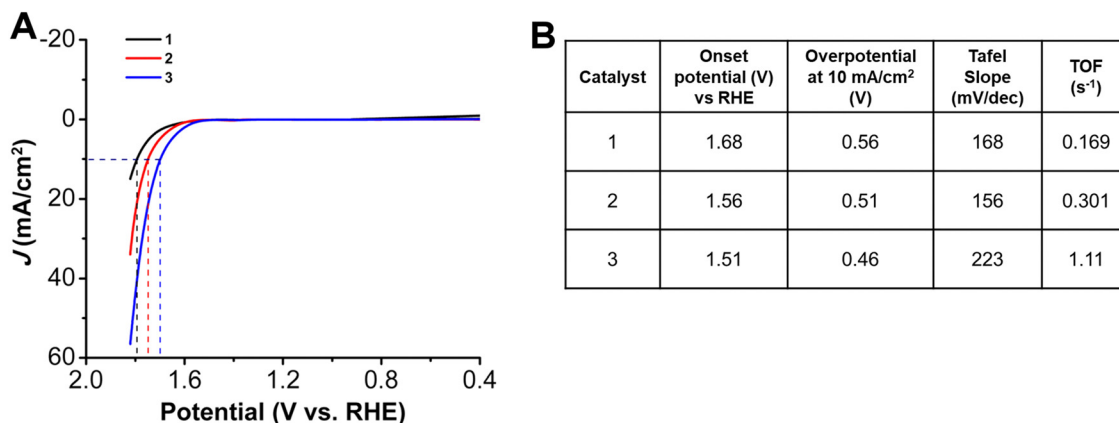 A
1
2
3
-20
0
20
40
60
J (mA/cm²)
2.0 1.6 1.2 0.8 0.4
Potential (V vs. RHE)
B
Catalyst
Onset
potential (V)
vs RHE
Overpotential
at 10 mA/cm²
(V)
Tafel
Slope
(mV/dec)
TOF
(s⁻¹)
1 1.68 0.56 168 0.169
2 1.56 0.51 156 0.301
3 1.51 0.46 223 1.11